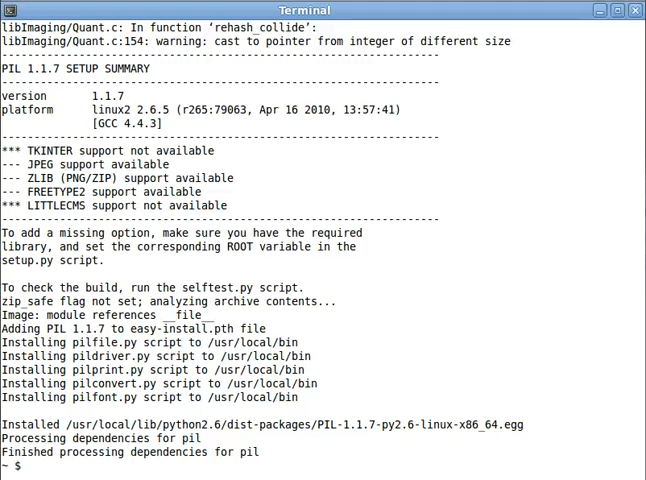 Terminal
libImaging/Quant.c: In function ‘rehash_collide’:
libImaging/Quant.c:154: warning: cast to pointer from integer of different size
--------------------------------------------------------------------
PIL 1.1.7 SETUP SUMMARY
--------------------------------------------------------------------
version      1.1.7
platform     linux2 2.6.5 (r265:79063, Apr 16 2010, 13:57:41)
             [GCC 4.4.3]
--------------------------------------------------------------------
*** TKINTER support not available
--- JPEG support available
--- ZLIB (PNG/ZIP) support available
--- FREETYPE2 support available
*** LITTLECMS support not available
--------------------------------------------------------------------
To add a missing option, make sure you have the required
library, and set the corresponding ROOT variable in the
setup.py script.

To check the build, run the selftest.py script.
zip_safe flag not set; analyzing archive contents...
Image: module references __file__
Adding PIL 1.1.7 to easy-install.pth file
Installing pilfile.py script to /usr/local/bin
Installing pildriver.py script to /usr/local/bin
Installing pilprint.py script to /usr/local/bin
Installing pilconvert.py script to /usr/local/bin
Installing pilfont.py script to /usr/local/bin

Installed /usr/local/lib/python2.6/dist-packages/PIL-1.1.7-py2.6-linux-x86_64.egg
Processing dependencies for pil
Finished processing dependencies for pil
~ $